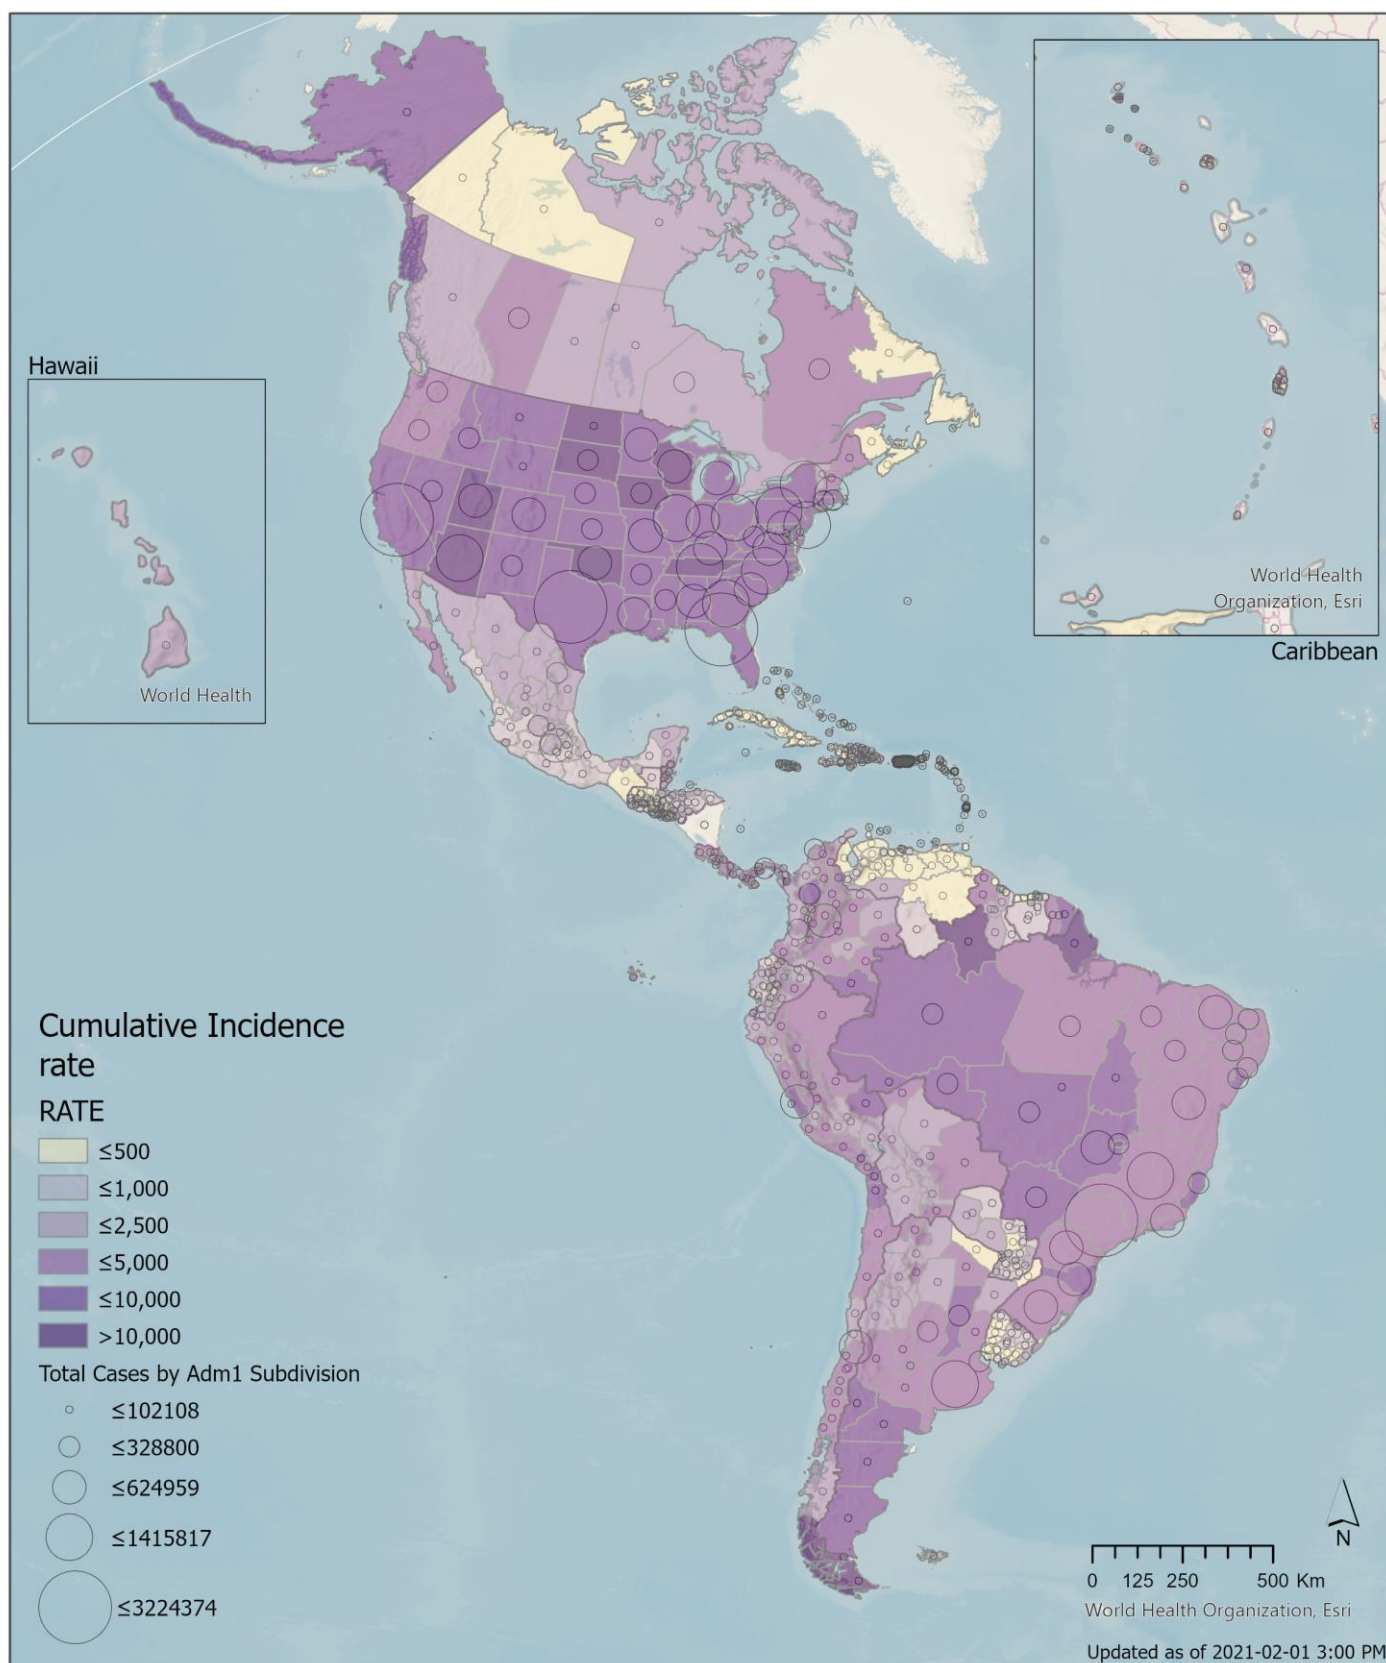 Hawaii
World Health
World Health
Organization, Esri
Caribbean
Cumulative Incidence
rate
RATE
≤500
≤1,000
≤2,500
≤5,000
≤10,000
>10,000
Total Cases by Adm1 Subdivision
≤102108
≤328800
≤624959
≤1415817
≤3224374
N
0 125 250 500 Km
World Health Organization, Esri
Updated as of 2021-02-01 3:00 PM